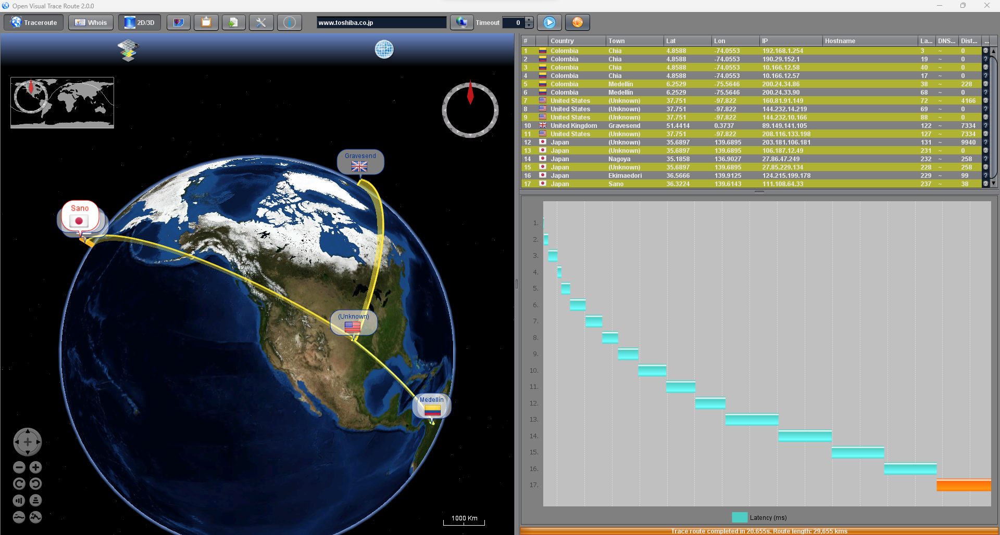 Open Visual Trace Route 2.0.0
Traceroute Whois 2D/3D www.toshiba.co.jp Timeout 0
Gravesend
Sano
(Unknown)
Medellín
1000 Km
# Country Town Lat Lon IP Hostname La... DNS... Dist... ...
1 Colombia Chia 4.8588 -74.0553 192.168.1.254 3 ~ 0
2 Colombia Chia 4.8588 -74.0553 190.29.152.1 19 ~ 0
3 Colombia Chia 4.8588 -74.0553 10.166.12.58 40 ~ 0
4 Colombia Chia 4.8588 -74.0553 10.166.12.57 17 ~ 0
5 Colombia Medellín 6.2529 -75.5646 200.24.34.86 38 ~ 228
6 Colombia Medellín 6.2529 -75.5646 200.24.33.90 68 ~ 0
7 United States (Unknown) 37.751 -97.822 160.81.91.149 72 ~ 4166
8 United States (Unknown) 37.751 -97.822 144.232.14.219 69 ~ 0
9 United States (Unknown) 37.751 -97.822 144.232.10.166 88 ~ 0
10 United Kingdom Gravesend 51.4414 0.3737 89.149.141.105 122 ~ 7334
11 United States (Unknown) 37.751 -97.822 208.116.133.198 127 ~ 7334
12 Japan (Unknown) 35.6897 139.6895 203.181.106.181 131 ~ 9940
13 Japan (Unknown) 35.6897 139.6895 106.187.12.49 231 ~ 0
14 Japan Nagoya 35.1858 136.9027 27.86.47.249 232 ~ 258
15 Japan (Unknown) 35.6897 139.6895 27.85.229.134 228 ~ 258
16 Japan Ekimaedori 36.5666 139.9125 124.215.199.178 229 ~ 99
17 Japan Sano 36.3224 139.6143 111.108.64.33 237 ~ 38
1.
2.
3.
4.
5.
6.
7.
8.
9.
10.
11.
12.
13.
14.
15.
16.
17.
Latency (ms)
Trace route completed in 20.655s. Route length: 29,655 kms